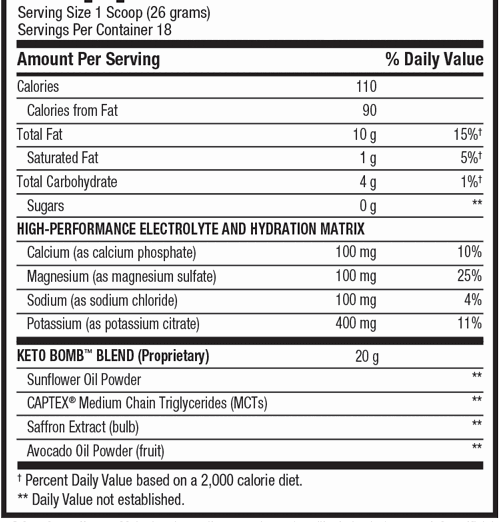 Serving Size 1 Scoop (26 grams)
Servings Per Container 18
Amount Per Serving % Daily Value
Calories 110
Calories from Fat 90
Total Fat 10 g 15%†
Saturated Fat 1 g 5%†
Total Carbohydrate 4 g 1%†
Sugars 0 g **
HIGH-PERFORMANCE ELECTROLYTE AND HYDRATION MATRIX
Calcium (as calcium phosphate) 100 mg 10%
Magnesium (as magnesium sulfate) 100 mg 25%
Sodium (as sodium chloride) 100 mg 4%
Potassium (as potassium citrate) 400 mg 11%
KETO BOMB™ BLEND (Proprietary) 20 g
Sunflower Oil Powder **
CAPTEX® Medium Chain Triglycerides (MCTs) **
Saffron Extract (bulb) **
Avocado Oil Powder (fruit) **
† Percent Daily Value based on a 2,000 calorie diet.
** Daily Value not established.